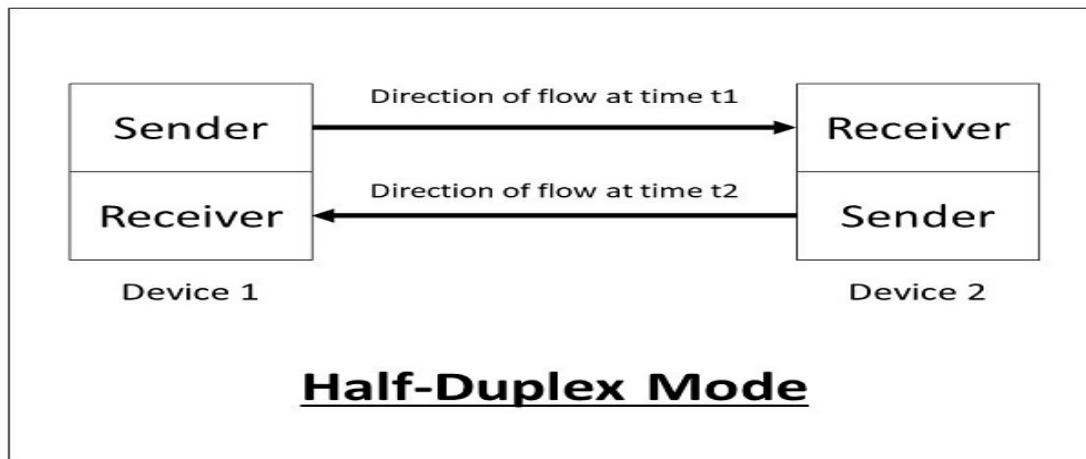 Direction of flow at time t1
Sender
Receiver
Direction of flow at time t2
Receiver
Sender
Device 1
Device 2
Half-Duplex Mode